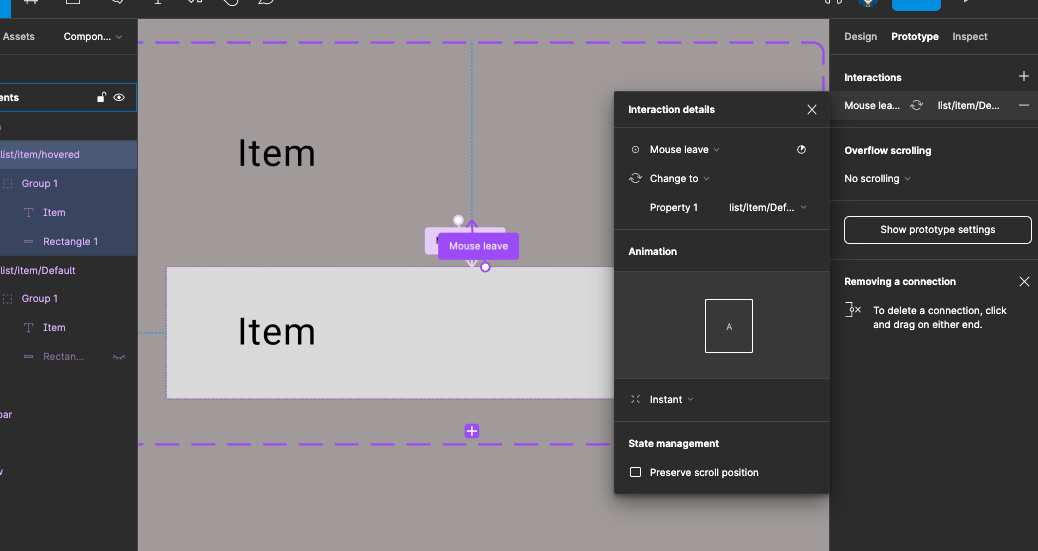 Assets
Compon...
Design
Prototype
Inspect
ents
Interactions
Mouse lea...
list/item/De...
Interaction details
Mouse leave
Change to
Property 1
list/item/Def...
Animation
A
Instant
State management
Preserve scroll position
Overflow scrolling
No scrolling
Show prototype settings
Removing a connection
To delete a connection, click
and drag on either end.
list/item/hovered
Group 1
Item
Rectangle 1
list/item/Default
Group 1
Item
Rectan...
bar
Item
Mouse leave
Item